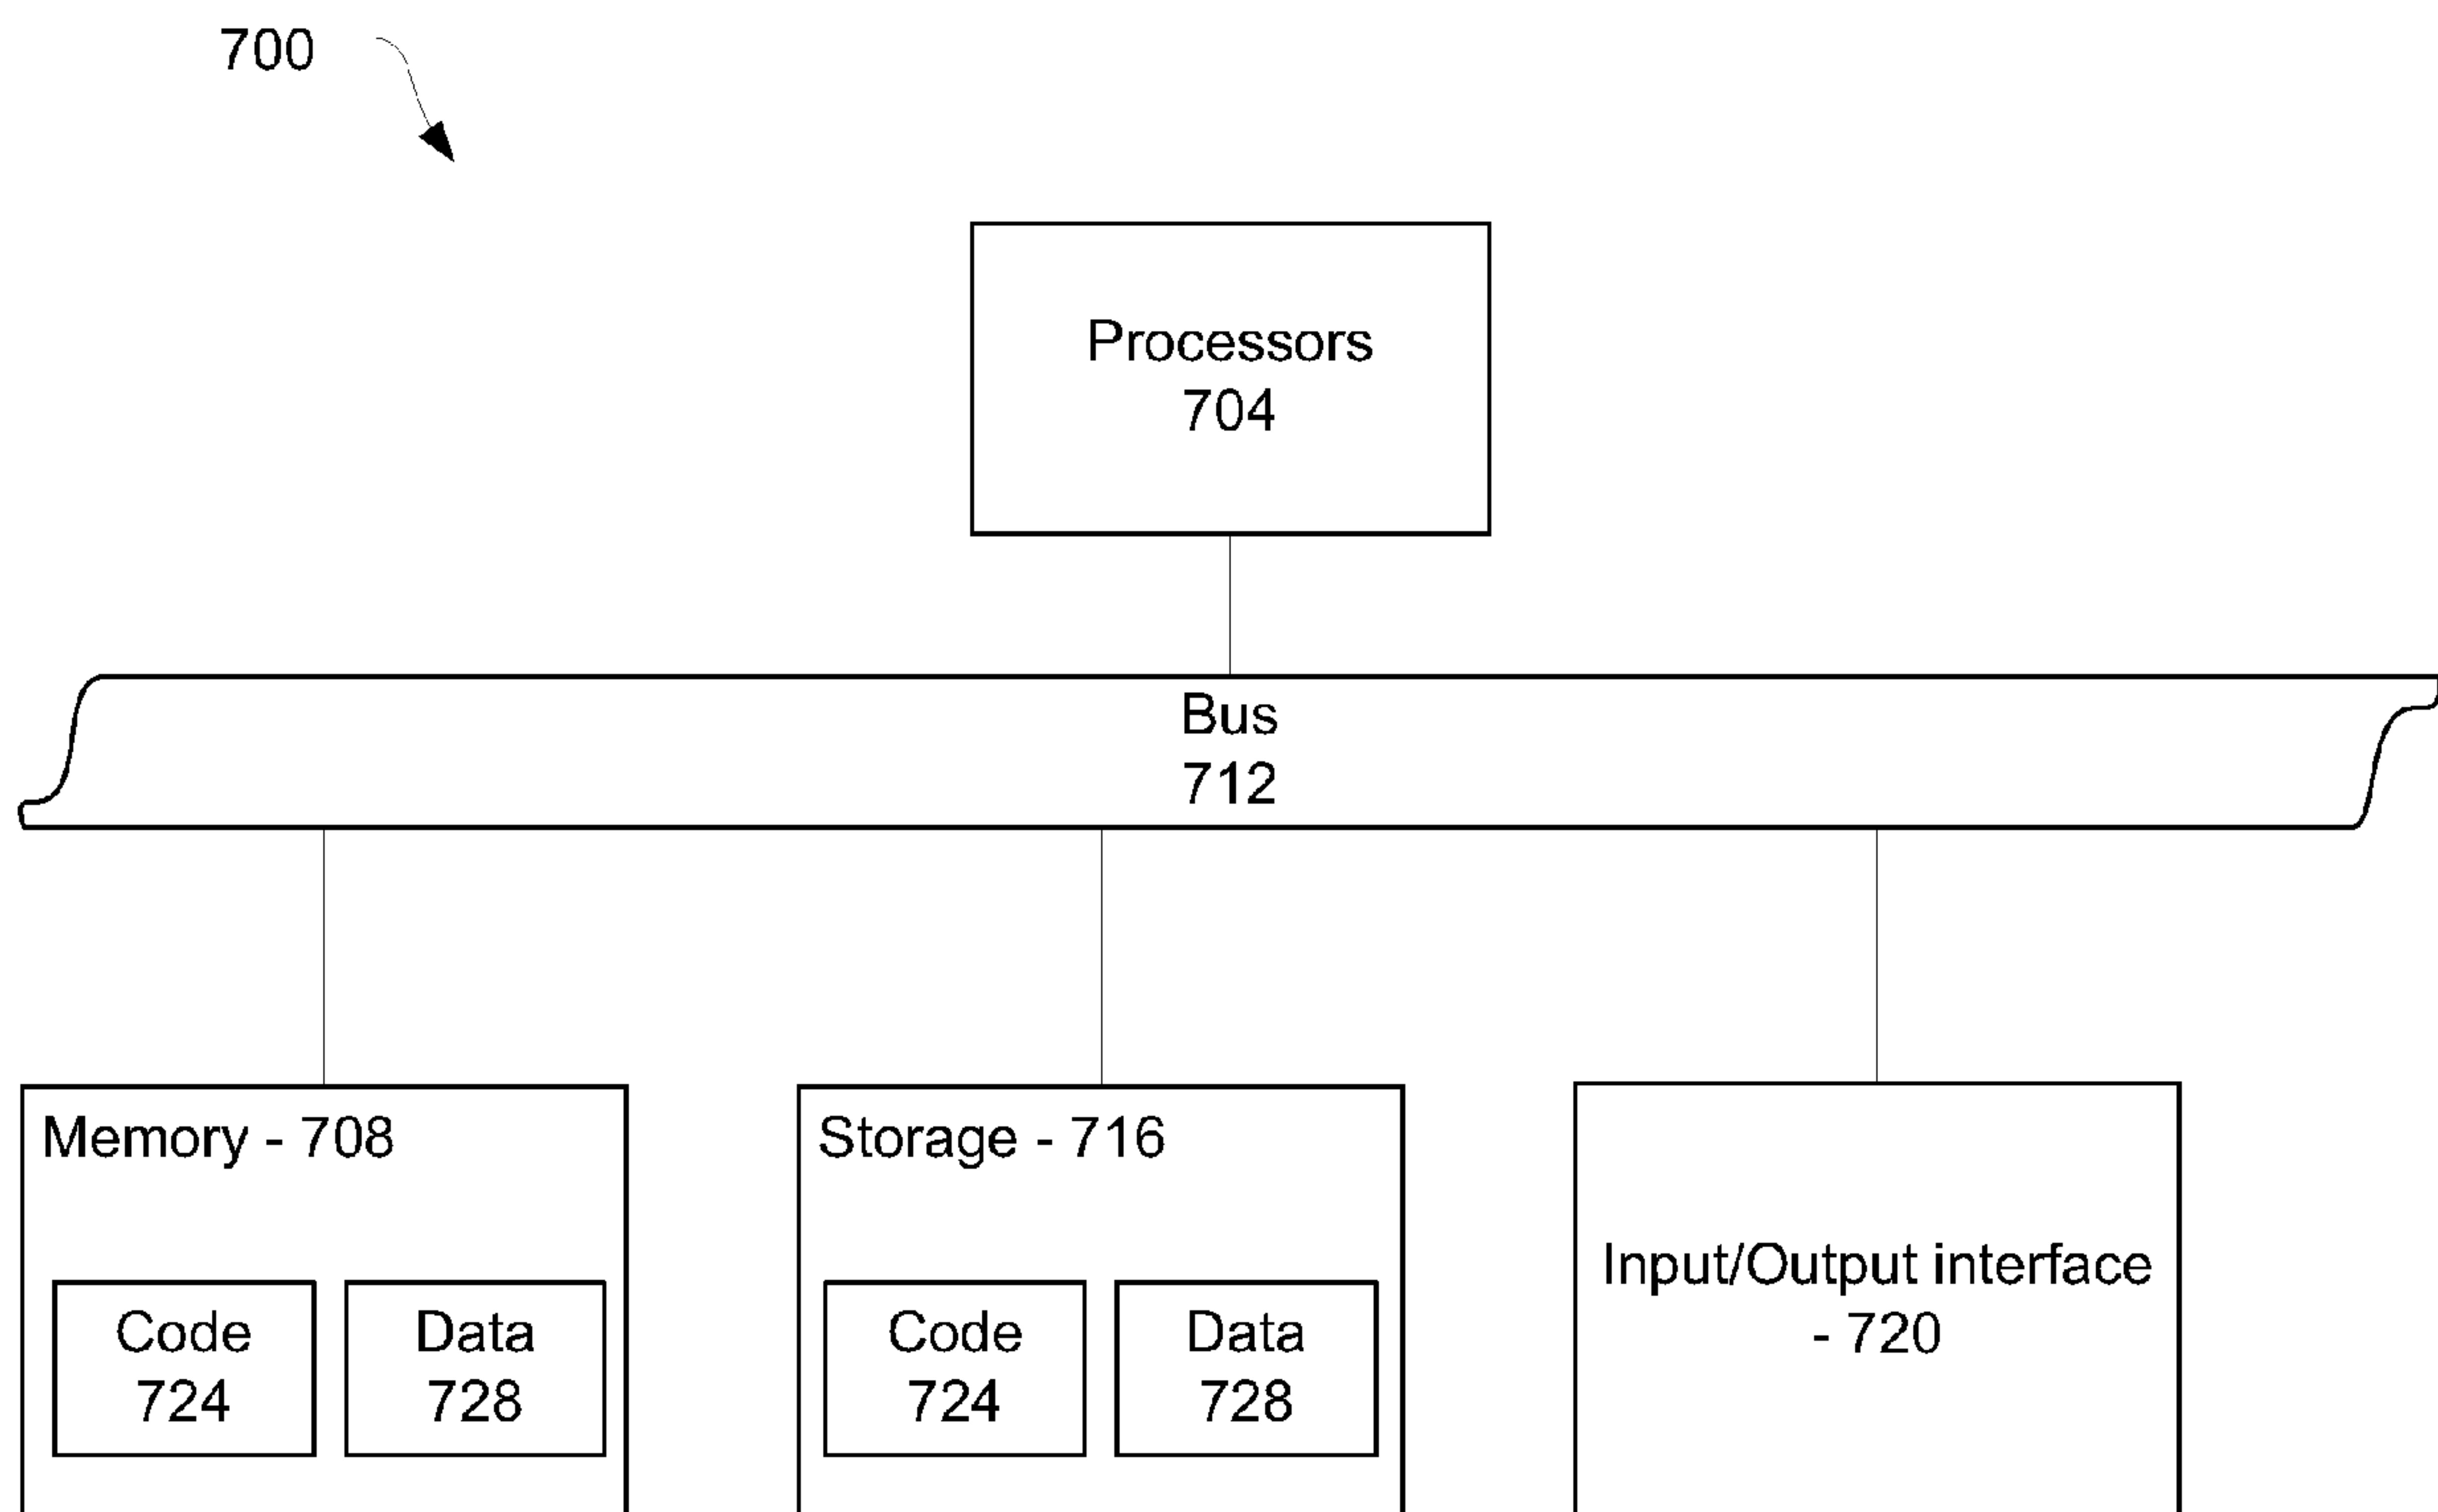 700
Processors
704
Bus
712
Memory - 708
Code
724
Data
728
Storage - 716
Code
724
Data
728
Input/Output interface
- 720